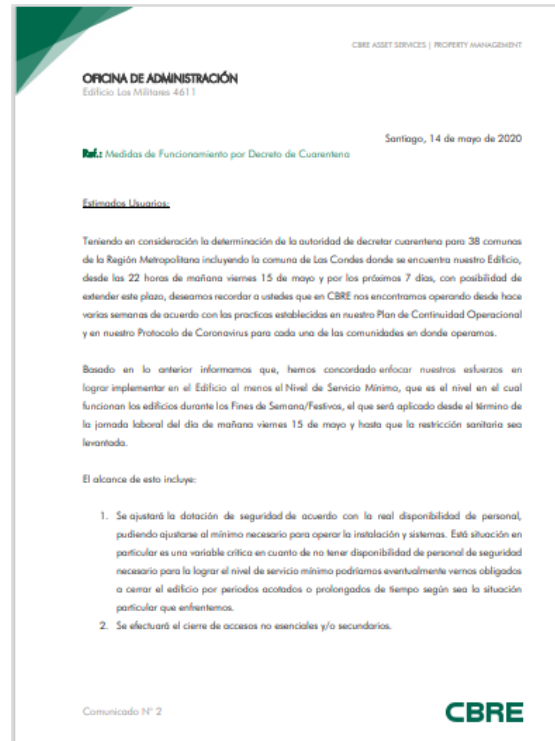 CBRE ASSET SERVICES | PROPERTY MANAGEMENT
OFICINA DE ADMINISTRACIÓN
Edificio Los Militares 4611
Santiago, 14 de mayo de 2020
Ref.: Medidas de Funcionamiento por Decreto de Cuarentena
Estimados Usuarios:
Teniendo en consideración la determinación de la autoridad de decretar cuarentena para 38 comunas
de la Región Metropolitana incluyendo la comuna de Las Condes donde se encuentra nuestro Edificio,
desde las 22 horas de mañana viernes 15 de mayo y por los próximos 7 días, con posibilidad de
extender este plazo, deseamos recordar a ustedes que en CBRE nos encontramos operando desde hace
varias semanas de acuerdo con las practicas establecidas en nuestro Plan de Continuidad Operacional
y en nuestro Protocolo de Coronavirus para cada una de las comunidades en donde operamos.
Basado en lo anterior informamos que, hemos concordado enfocar nuestros esfuerzos en
lograr implementar en el Edificio al menos el Nivel de Servicio Mínimo, que es el nivel en el cual
funcionan los edificios durante los Fines de Semana/Festivos, el que será aplicado desde el término de
la jornada laboral del día de mañana viernes 15 de mayo y hasta que la restricción sanitaria sea
levantada.
El alcance de esto incluye:
1. Se ajustará la dotación de seguridad de acuerdo con la real disponibilidad de personal,
pudiendo ajustarse al mínimo necesario para operar la instalación y sistemas. Está situación en
particular es una variable critica en cuanto de no tener disponibilidad de personal de seguridad
necesario para la lograr el nivel de servicio mínimo podríamos eventualmente vernos obligados
a cerrar el edificio por periodos acotados o prolongados de tiempo según sea la situación
particular que enfrentemos.
2. Se efectuará el cierre de accesos no esenciales y/o secundarios.
Comunicado N° 2
CBRE